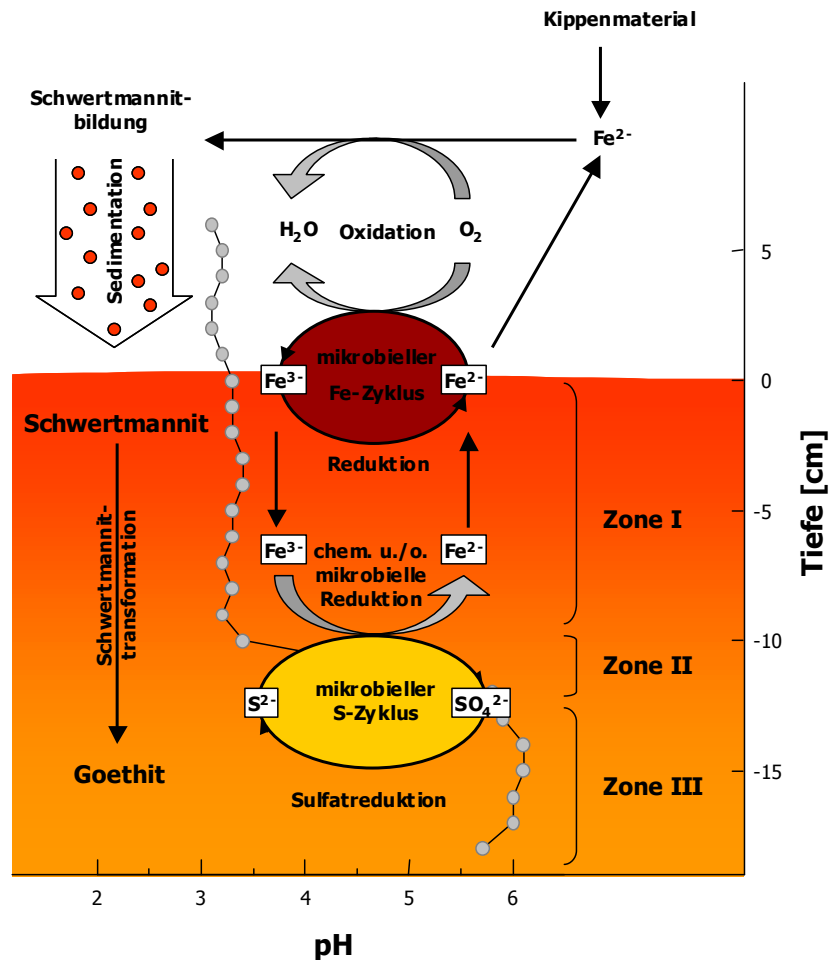 Kippenmaterial
Schwertmannit-
bildung
Fe²⁻
Sedimentation
H₂O Oxidation O₂
5
mikrobieller
Fe-Zyklus
Fe³⁻
Fe²⁻
0
Schwertmannit
Reduktion
Zone I
-5
Tiefe [cm]
Schwertmannit-
transformation
Fe³⁻
Fe²⁻
chem. u./o.
mikrobielle
Reduktion
-10
Zone II
S²⁻
mikrobieller
S-Zyklus
SO₄²⁻
Goethit
-15
Zone III
Sulfatreduktion
2 3 4 5 6
pH